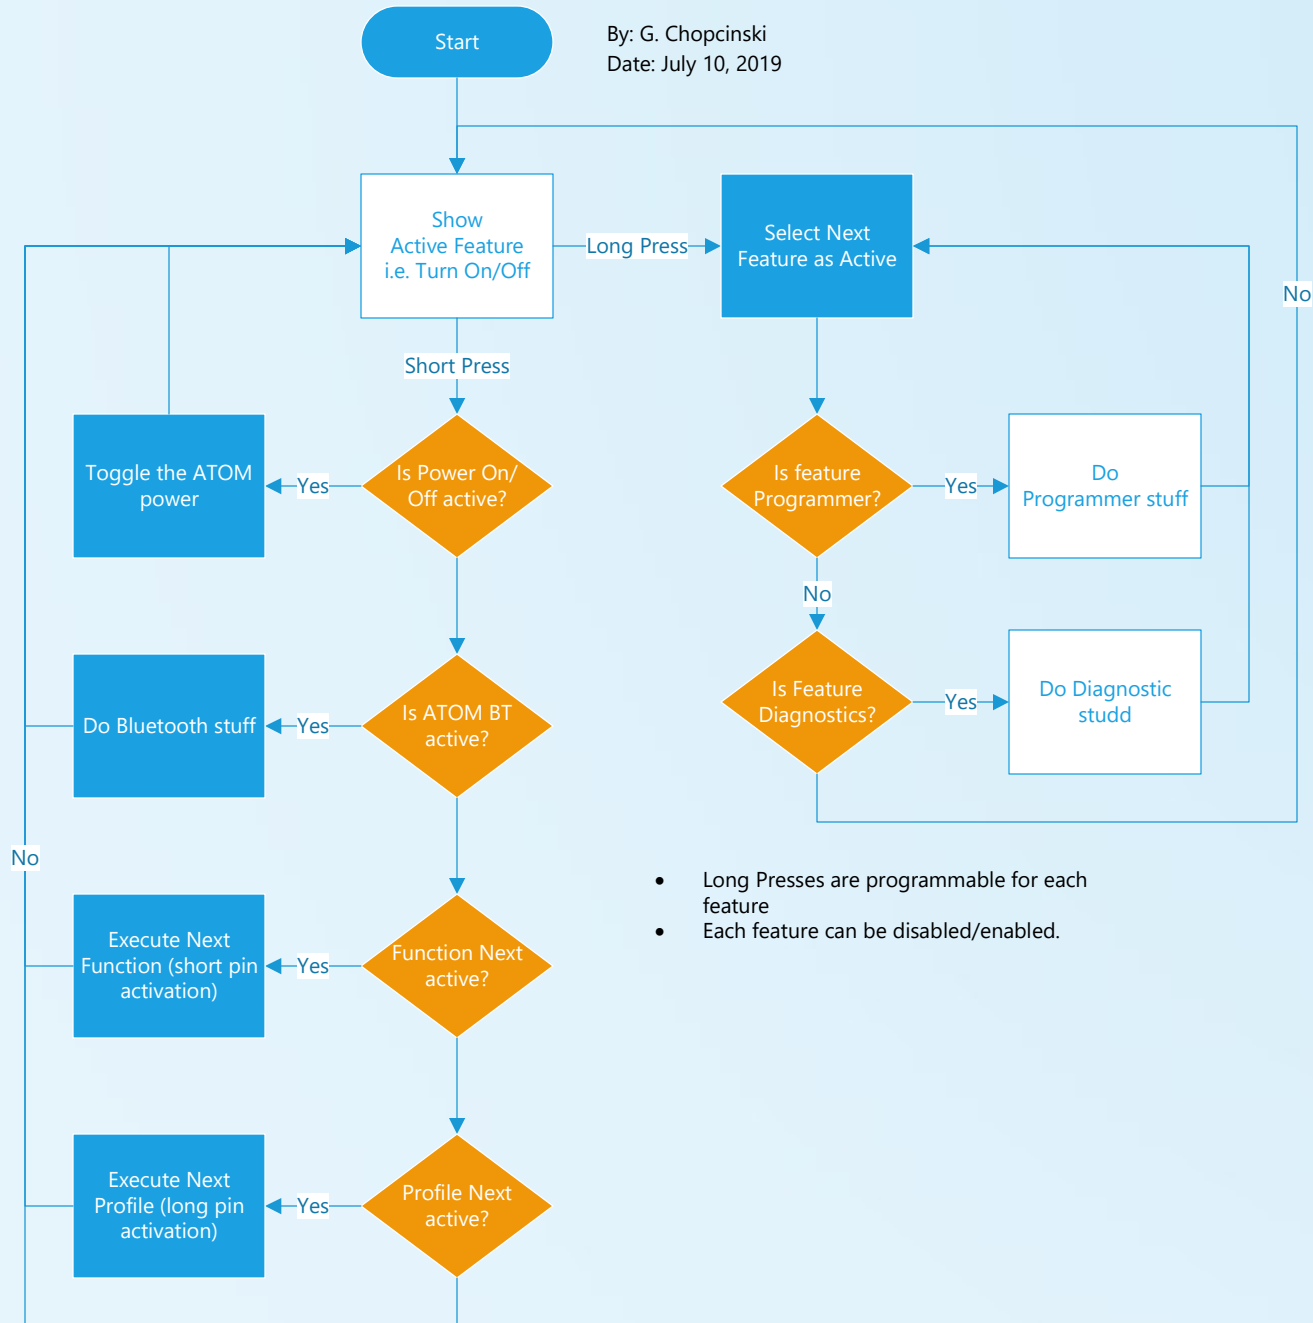 Start
By: G. Chopcinski
Date: July 10, 2019
Show
Active Feature
i.e. Turn On/Off
Long Press
Select Next
Feature as Active
No
Short Press
Toggle the ATOM
power
Yes
Is Power On/
Off active?
Is feature
Programmer?
Yes
Do
Programmer stuff
No
Do Bluetooth stuff
Yes
Is ATOM BT
active?
Is Feature
Diagnostics?
Yes
Do Diagnostic
studd
No
• Long Presses are programmable for each
feature
• Each feature can be disabled/enabled.
Execute Next
Function (short pin
activation)
Yes
Function Next
active?
Execute Next
Profile (long pin
activation)
Yes
Profile Next
active?